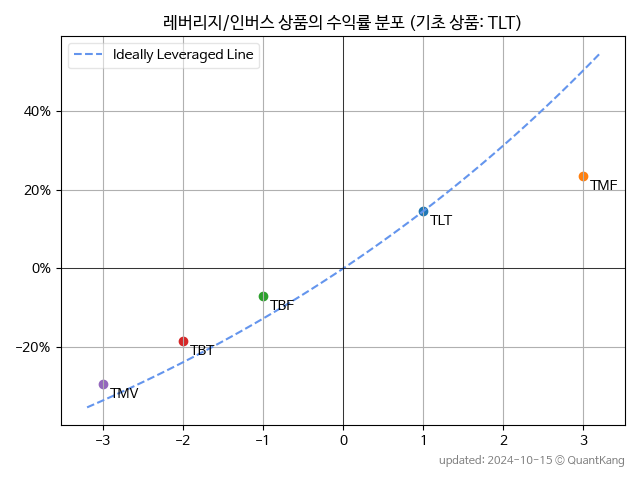 레버리지/인버스 상품의 수익률 분포 (기초 상품: TLT)
Ideally Leveraged Line
40%
20%
0%
−20%
TMF
TLT
TBF
TBT
TMV
−3 −2 −1 0 1 2 3
updated: 2024-10-15 © QuantKang